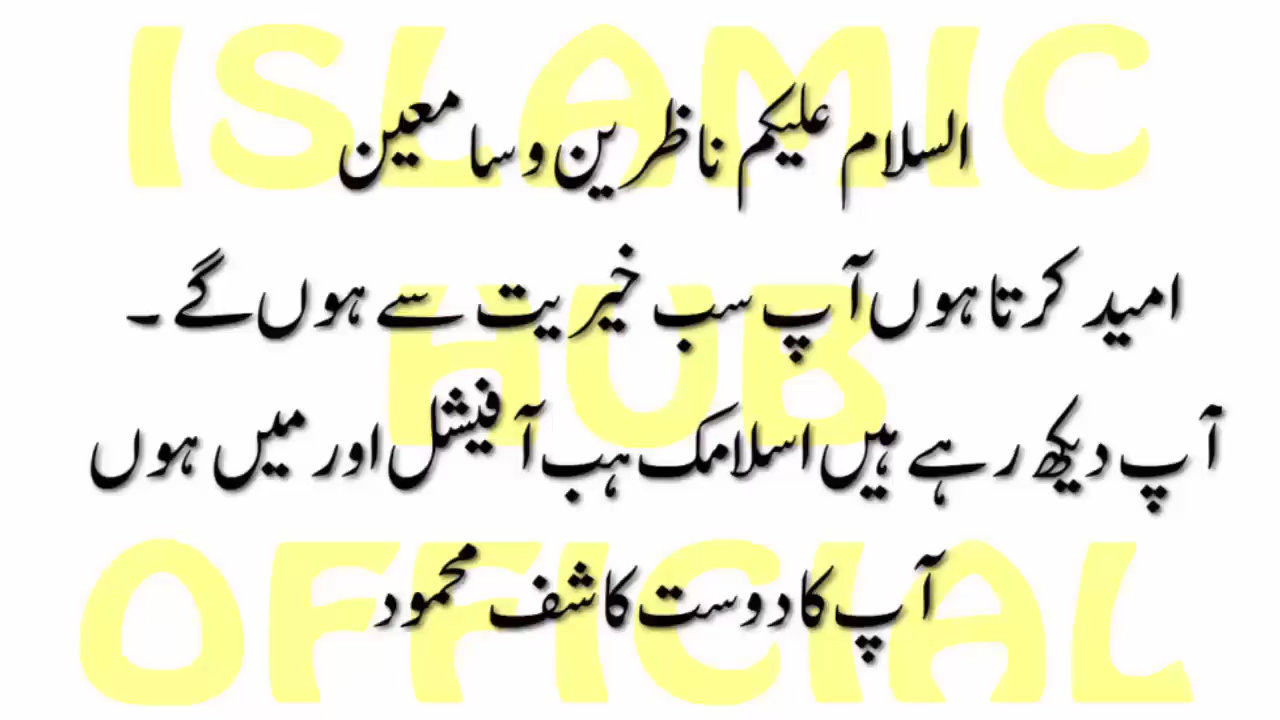 ISLAMIC
السلام علیکم ناظرین و سامعین
HUB
امید کرتا ہوں آپ سب خیریت سے ہوں گے ۔
آپ دیکھ رہے ہیں اسلامک ہب آفیشل اور میں ہوں
OFFICIAL
آپ کا دوست کاشف محمود